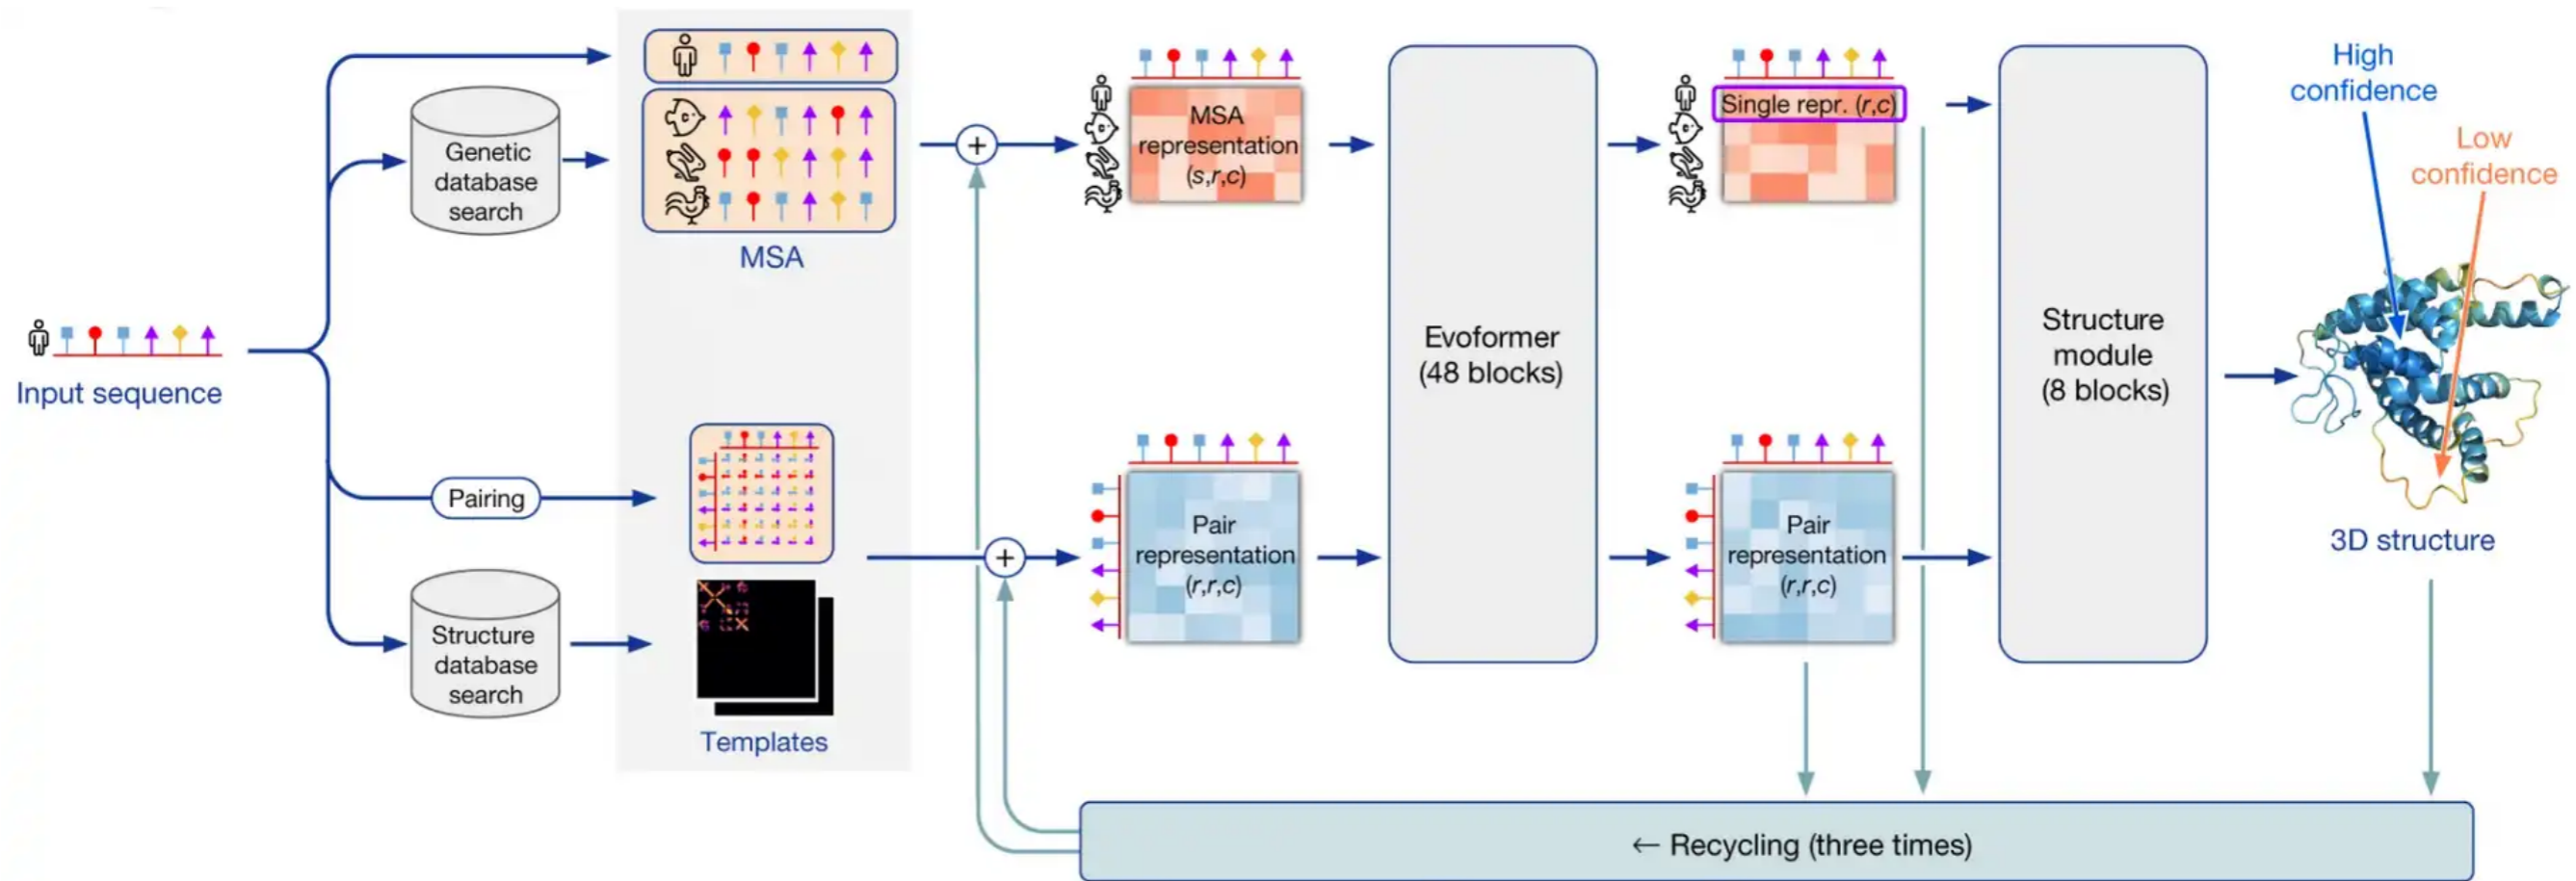 Input sequence
Genetic
database
search
Pairing
Structure
database
search
MSA
Templates
+
+
MSA
representation
(s,r,c)
Pair
representation
(r,r,c)
Evoformer
(48 blocks)
Single repr. (r,c)
Pair
representation
(r,r,c)
Structure
module
(8 blocks)
High
confidence
Low
confidence
3D structure
← Recycling (three times)